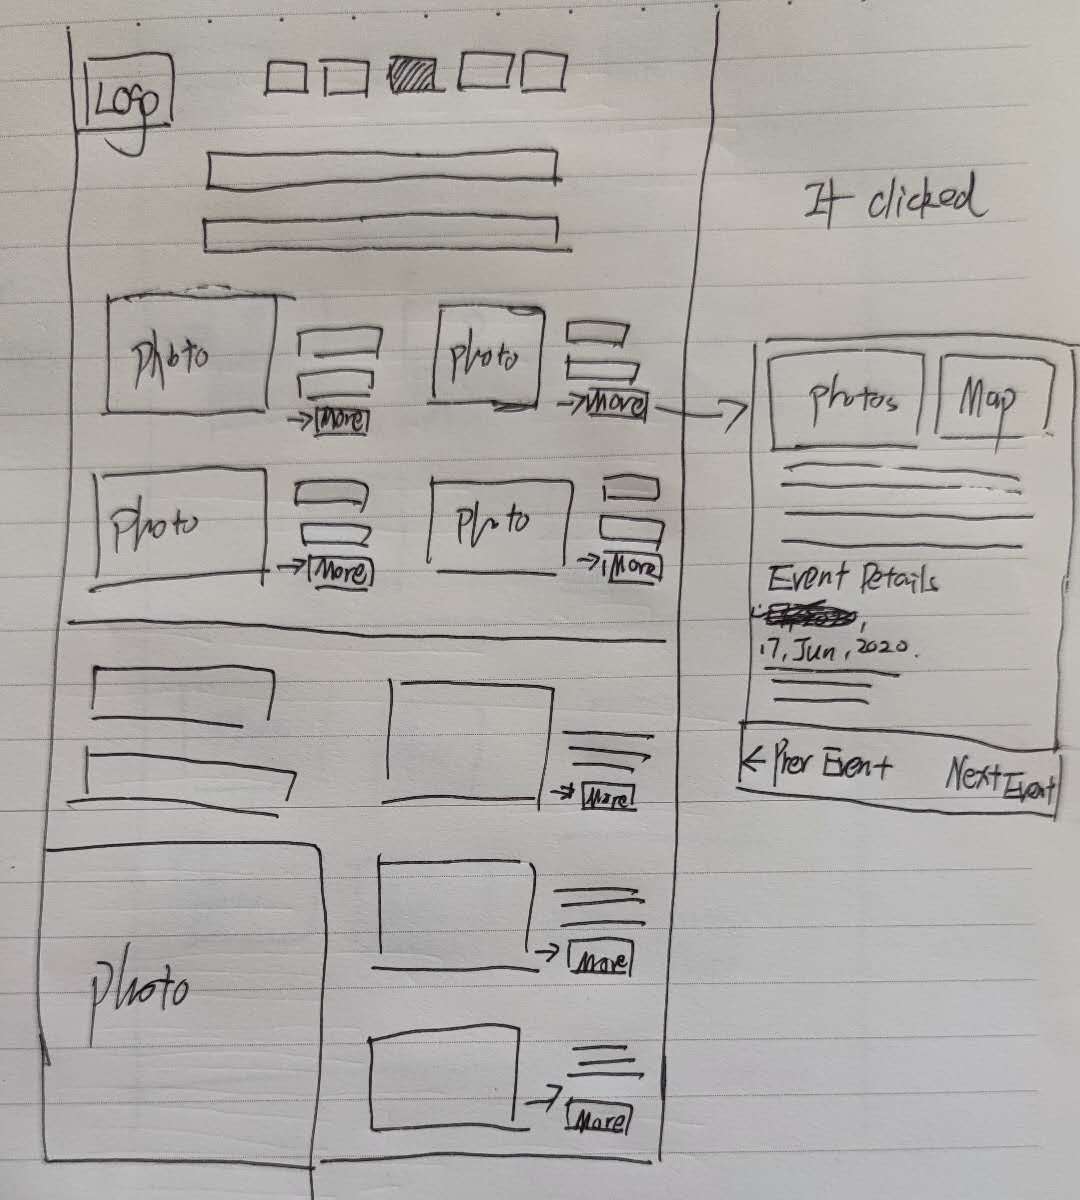 Logo
If clicked
photo
photo
→ More
→ More
photos
Map
photo
photo
→ More
→ More
Event Details
17, Jun, 2020.
← Prev Event
Next Event
→ More
photo
→ More
→ More